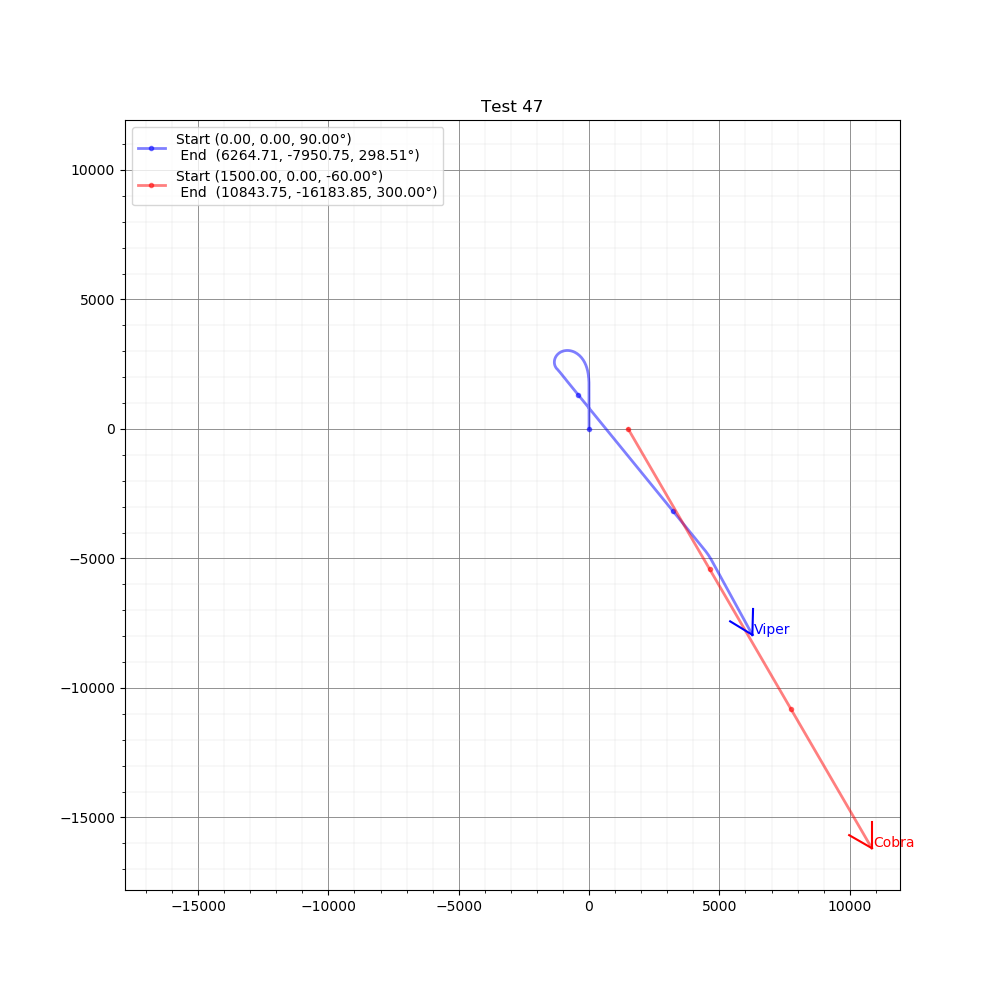 Test 47
Start (0.00, 0.00, 90.00°)
End  (6264.71, -7950.75, 298.51°)
Start (1500.00, 0.00, -60.00°)
End  (10843.75, -16183.85, 300.00°)
10000
5000
0
−5000
−10000
−15000
Viper
Cobra
−15000
−10000
−5000
0
5000
10000